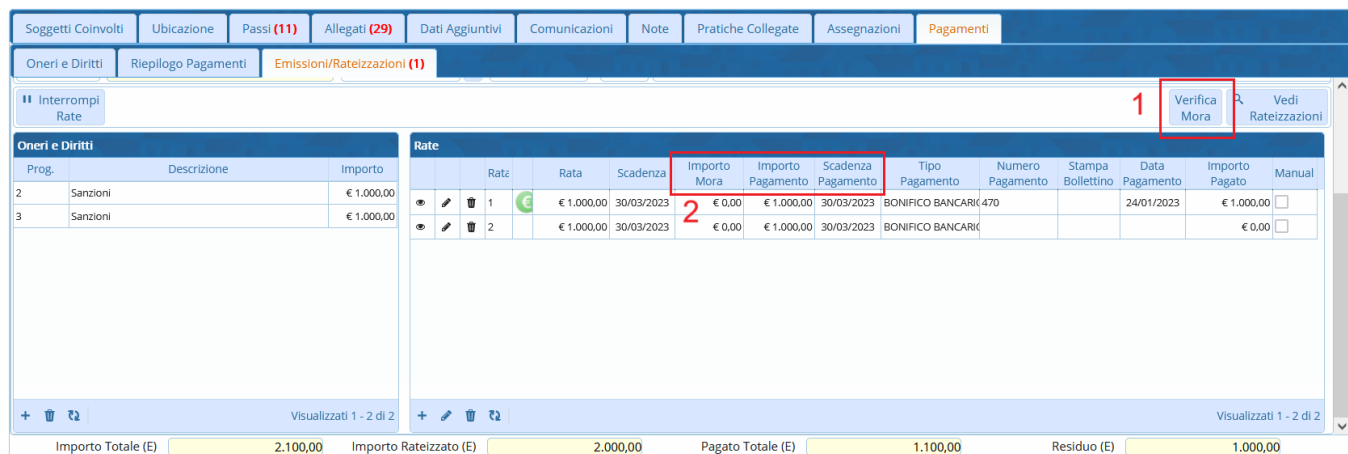 Soggetti Coinvolti Ubicazione Passi (11) Allegati (29) Dati Aggiuntivi Comunicazioni Note Pratiche Collegate Assegnazioni Pagamenti
Oneri e Diritti Riepilogo Pagamenti Emissioni/Rateizzazioni (1)
Interrompi Rate
1
Verifica Mora
Vedi Rateizzazioni
Oneri e Diritti
Prog. Descrizione Importo
2 Sanzioni € 1.000,00
3 Sanzioni € 1.000,00
Visualizzati 1 - 2 di 2
Rate
Rata Rata Scadenza Importo Mora Importo Pagamento Scadenza Pagamento Tipo Pagamento Numero Pagamento Stampa Bollettino Data Pagamento Importo Pagato Manual
1 € € 1.000,00 30/03/2023 € 0,00 € 1.000,00 30/03/2023 BONIFICO BANCARIO 470 24/01/2023 € 1.000,00
2
2 € 1.000,00 30/03/2023 € 0,00 € 1.000,00 30/03/2023 BONIFICO BANCARIO € 0,00
Visualizzati 1 - 2 di 2
Importo Totale (E) 2.100,00 Importo Rateizzato (E) 2.000,00 Pagato Totale (E) 1.100,00 Residuo (E) 1.000,00